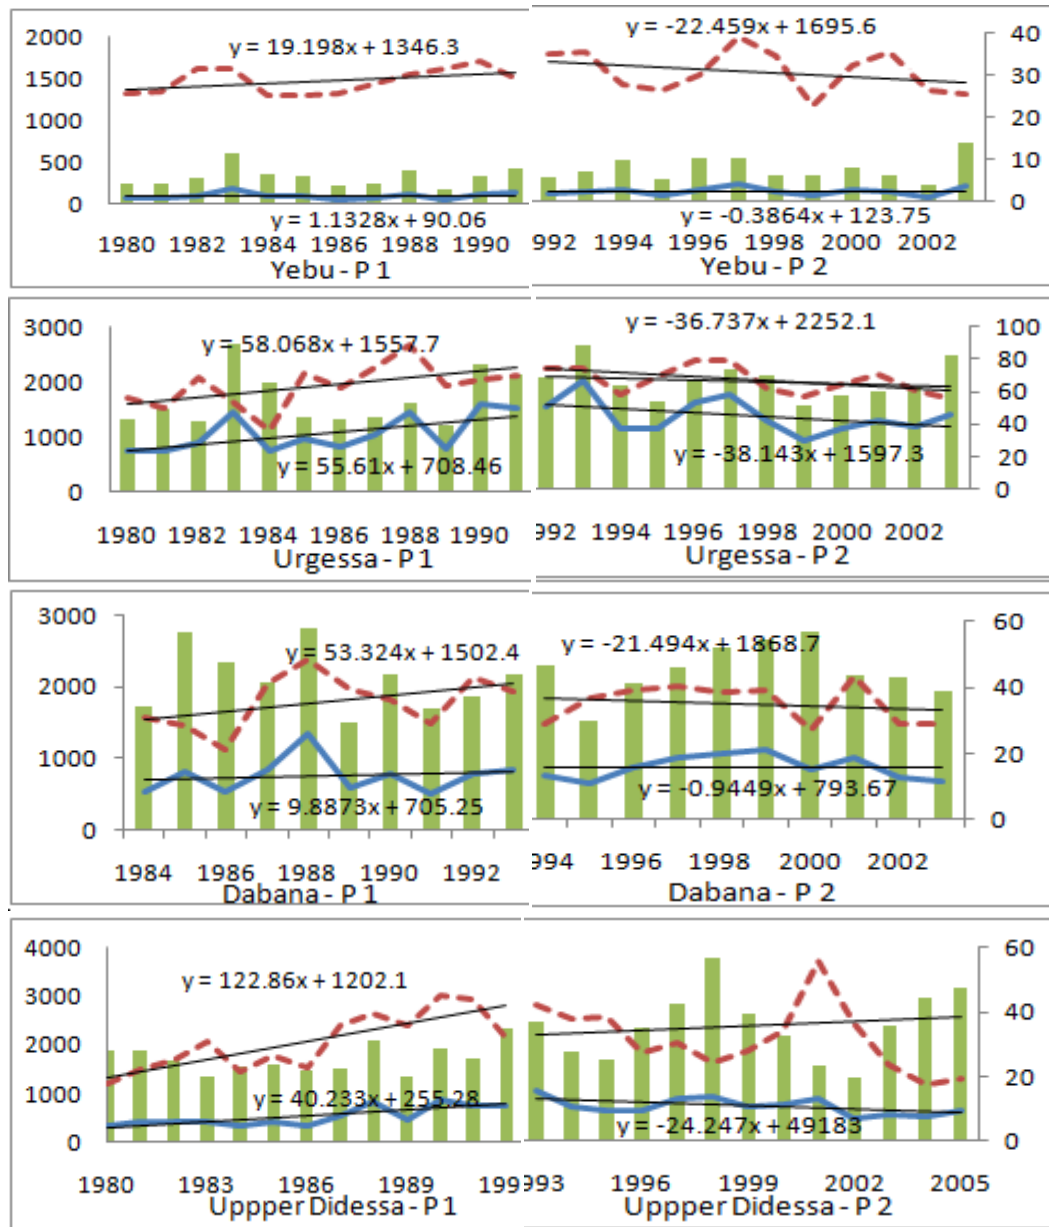 y = 19.198x + 1346.3
2000
1500
1000
500
0
y = 1.1328x + 90.06
1980 1982 1984 1986 1988 1990
Yebu - P 1
y = -22.459x + 1695.6
40
30
20
10
0
y = -0.3864x + 123.75
992 1994 1996 1998 2000 2002
Yebu - P 2
3000
2000
1000
0
y = 58.068x + 1557.7
y = 55.61x + 708.46
1980 1982 1984 1986 1988 1990
Urgessa - P 1
y = -36.737x + 2252.1
100
80
60
40
20
0
y = -38.143x + 1597.3
992 1994 1996 1998 2000 2002
Urgessa - P 2
3000
2000
1000
0
y = 53.324x + 1502.4
y = 9.8873x + 705.25
1984 1986 1988 1990 1992
Dabana - P 1
y = -21.494x + 1868.7
60
40
20
0
y = -0.9449x + 793.67
994 1996 1998 2000 2002
Dabana - P 2
4000
3000
2000
1000
0
y = 122.86x + 1202.1
y = 40.233x + 255.28
1980 1983 1986 1989 199
Uppper Didessa - P 1
60
40
20
0
y = -24.247x + 49183
993 1996 1999 2002 2005
Uppper Didessa - P 2